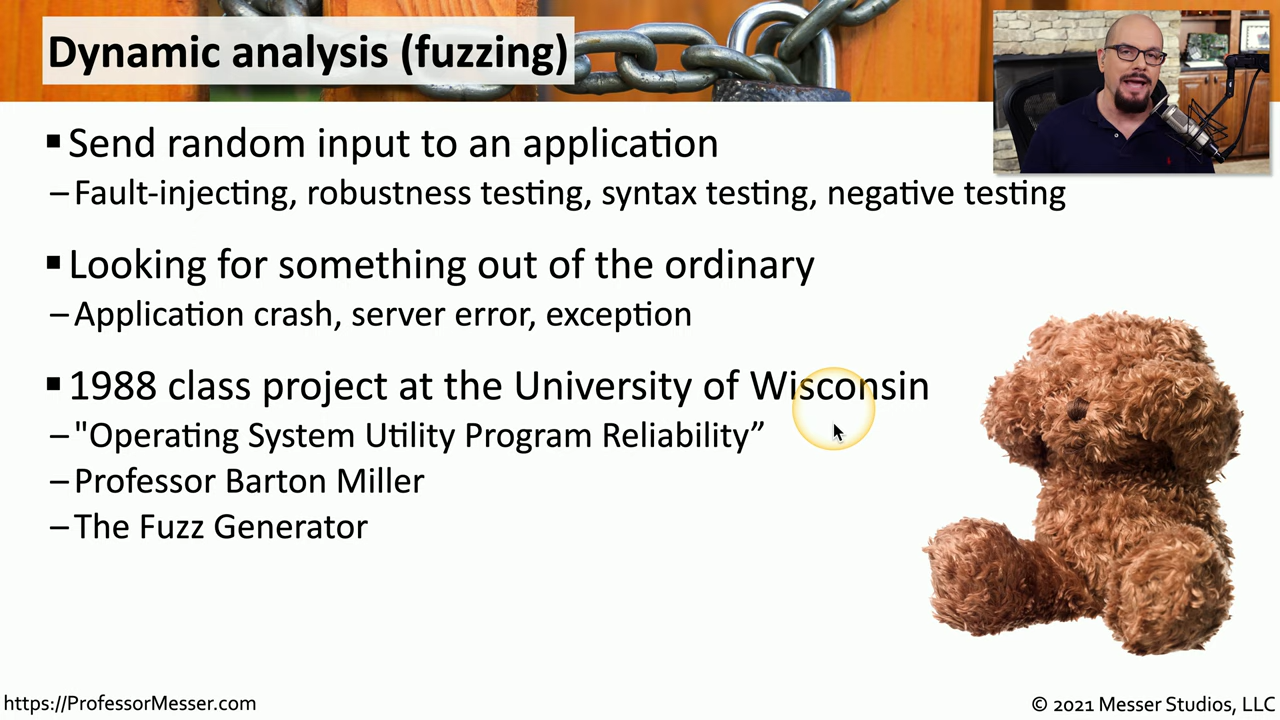 Dynamic analysis (fuzzing)
▪ Send random input to an application
– Fault-injecting, robustness testing, syntax testing, negative testing
▪ Looking for something out of the ordinary
– Application crash, server error, exception
▪ 1988 class project at the University of Wisconsin
– "Operating System Utility Program Reliability”
– Professor Barton Miller
– The Fuzz Generator
https://ProfessorMesser.com
© 2021 Messer Studios, LLC